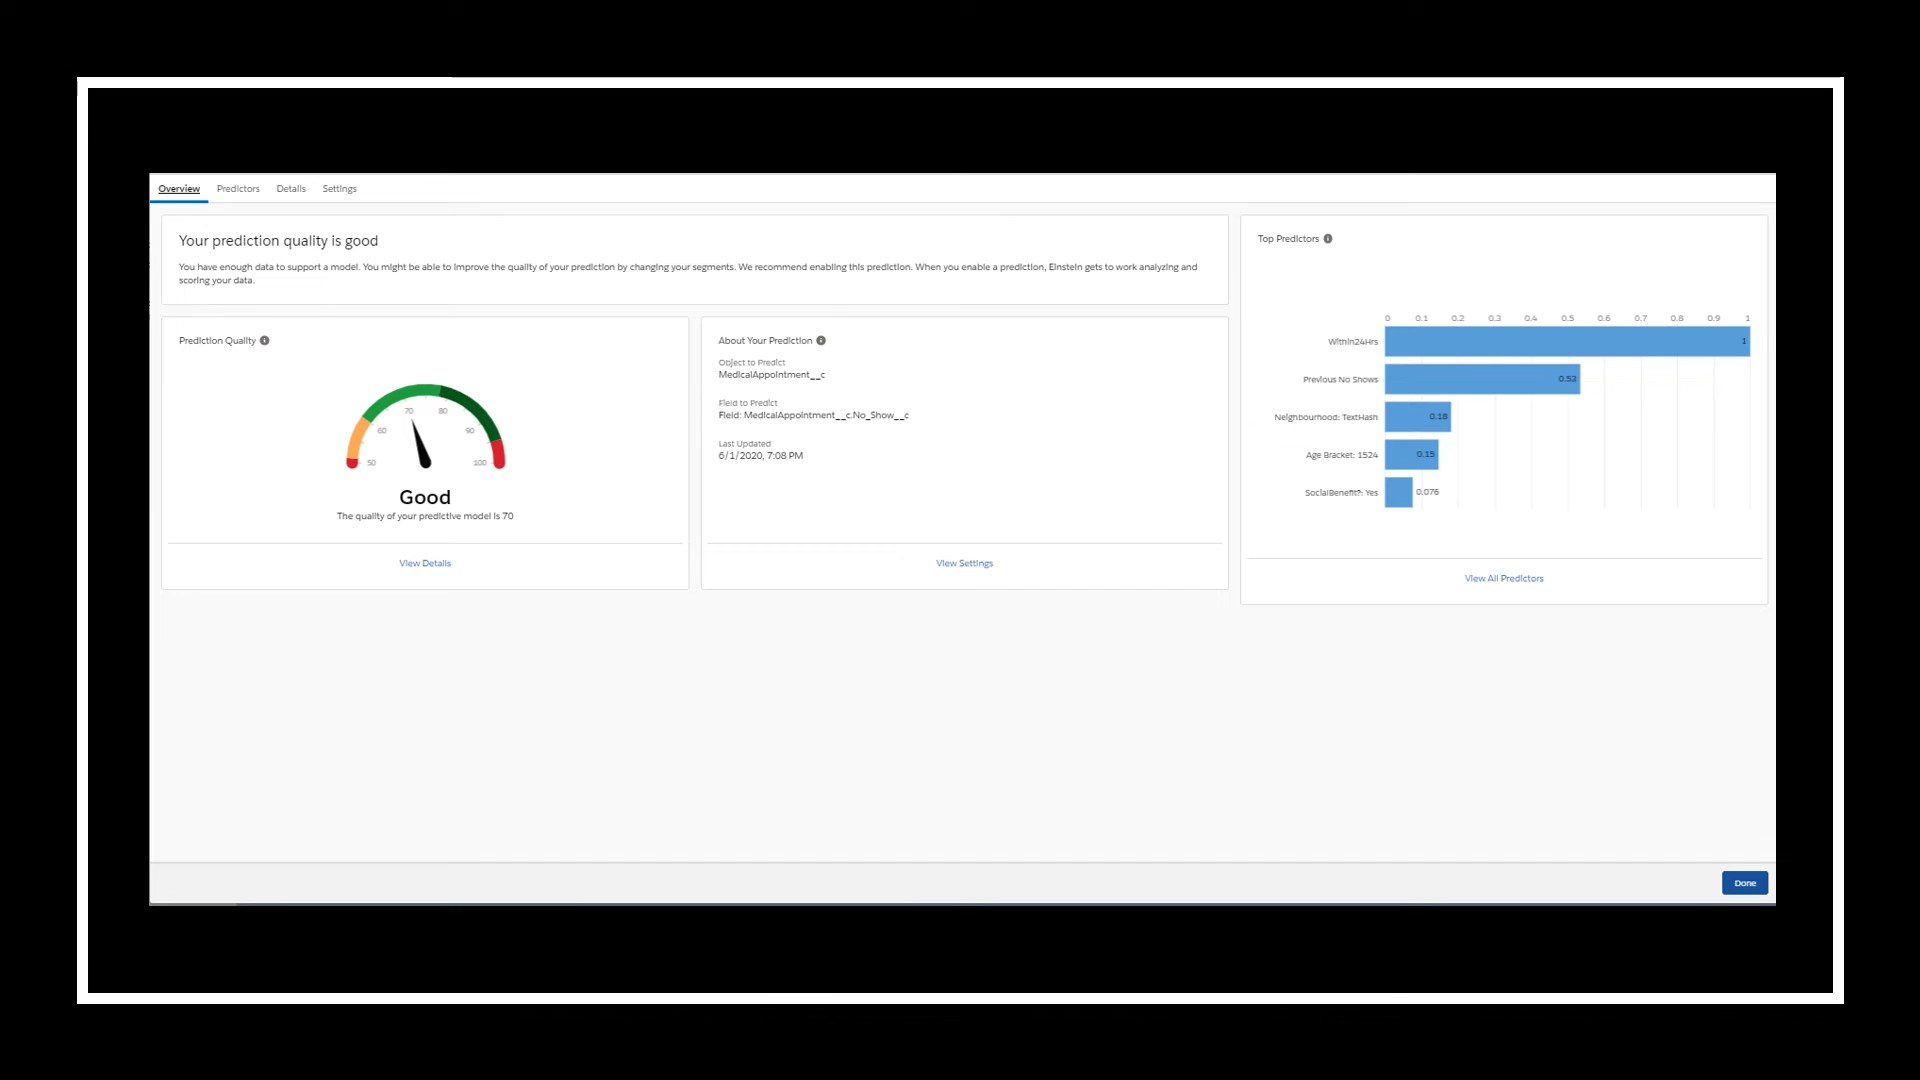 Overview Predictors Details Settings
Your prediction quality is good
You have enough data to support a model. You might be able to improve the quality of your prediction by changing your segments. We recommend enabling this prediction. When you enable a prediction, Einstein gets to work analyzing and
scoring your data.
Prediction Quality
50
60
70
80
90
100
Good
The quality of your predictive model is 70
View Details
About Your Prediction
Object to Predict
MedicalAppointment__c
Field to Predict
Field: MedicalAppointment__c.No_Show__c
Last Updated
6/1/2020, 7:08 PM
View Settings
Top Predictors
0 0.1 0.2 0.3 0.4 0.5 0.6 0.7 0.8 0.9 1
Within24Hrs 1
Previous No Shows 0.53
Neighbourhood: TextHash 0.18
Age Bracket: 1524 0.15
SocialBenefit?: Yes 0.076
View All Predictors
Done